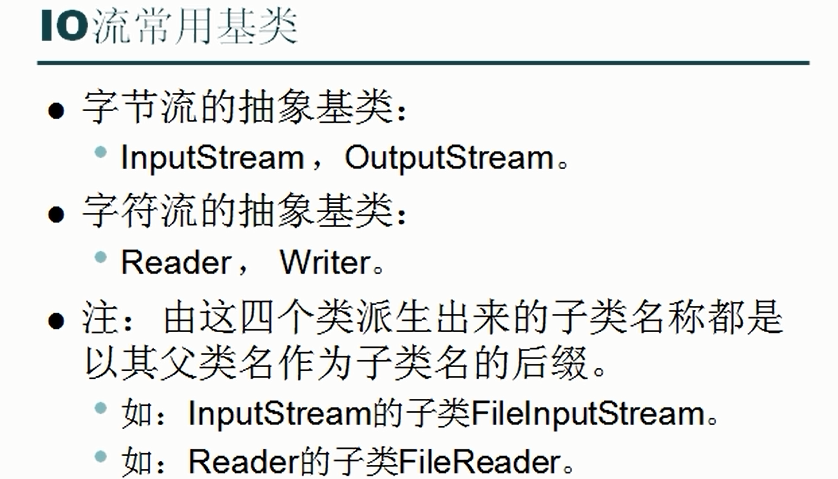 IO流常用基类
● 字节流的抽象基类：
• InputStream，OutputStream。
● 字符流的抽象基类：
• Reader， Writer。
● 注：由这四个类派生出来的子类名称都是
以其父类名作为子类名的后缀。
• 如：InputStream的子类FileInputStream。
• 如：Reader的子类FileReader。